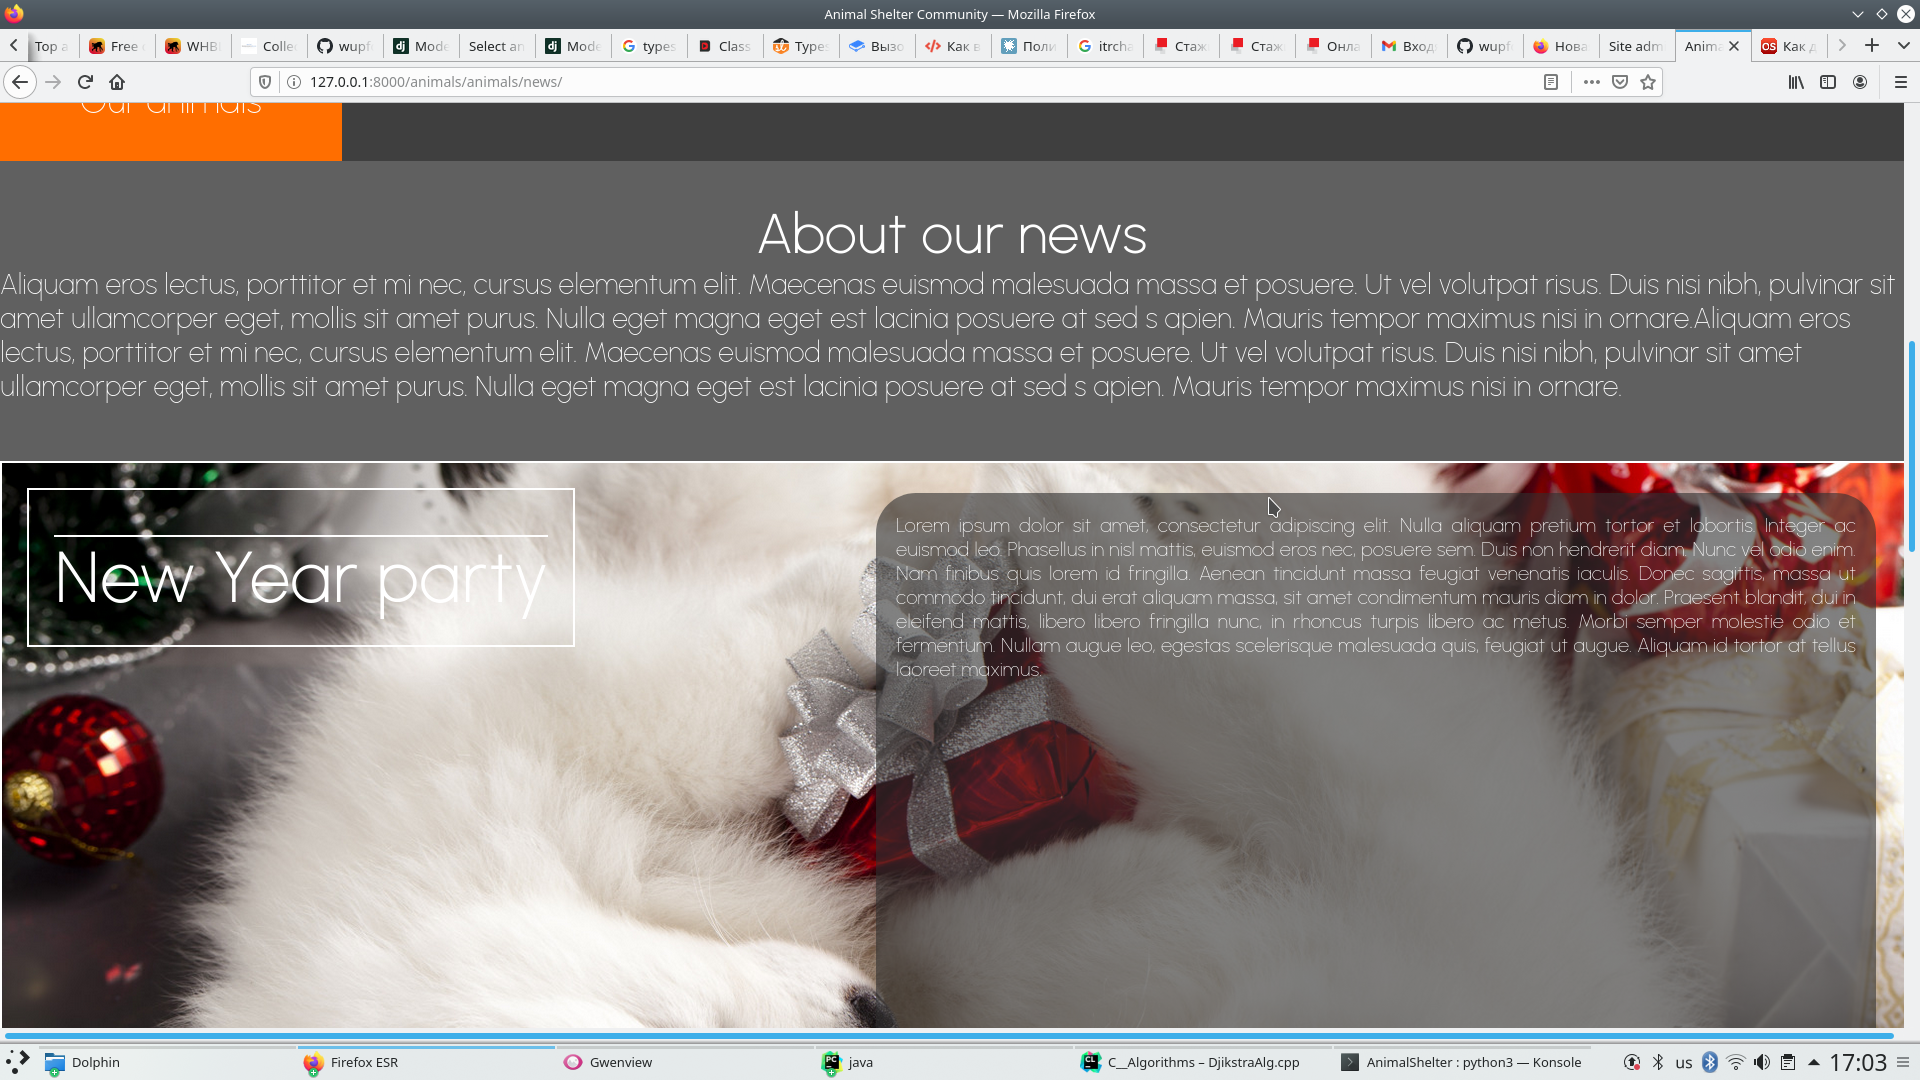 Animal Shelter Community — Mozilla Firefox
Top a
Free
WHB
Colle
wupf
Mode
Select an
Mode
types
Class
Types
Вызо
Как в
Поли
itrcha
Стаж
Стаж
Онла
Вход
wupf
Нова
Site adm
Anima
Как д
127.0.0.1:8000/animals/animals/news/
Our animals
About our news
Aliquam eros lectus, porttitor et mi nec, cursus elementum elit. Maecenas euismod malesuada massa et posuere. Ut vel volutpat risus. Duis nisi nibh, pulvinar sit
amet ullamcorper eget, mollis sit amet purus. Nulla eget magna eget est lacinia posuere at sed s apien. Mauris tempor maximus nisi in ornare.Aliquam eros
lectus, porttitor et mi nec, cursus elementum elit. Maecenas euismod malesuada massa et posuere. Ut vel volutpat risus. Duis nisi nibh, pulvinar sit amet
ullamcorper eget, mollis sit amet purus. Nulla eget magna eget est lacinia posuere at sed s apien. Mauris tempor maximus nisi in ornare.
New Year party
Lorem ipsum dolor sit amet, consectetur adipiscing elit. Nulla aliquam pretium tortor et lobortis. Integer ac
euismod leo. Phasellus in nisl mattis, euismod eros nec, posuere sem. Duis non hendrerit diam. Nunc vel odio enim.
Nam finibus quis lorem id fringilla. Aenean tincidunt massa feugiat venenatis iaculis. Donec sagittis, massa ut
commodo tincidunt, dui erat aliquam massa, sit amet condimentum mauris diam in dolor. Praesent blandit, dui in
eleifend mattis, libero libero fringilla nunc, in rhoncus turpis libero ac metus. Morbi semper molestie odio et
fermentum. Nullam augue leo, egestas scelerisque malesuada quis, feugiat ut augue. Aliquam id tortor at tellus
laoreet maximus.
Dolphin
Firefox ESR
Gwenview
java
C__Algorithms – DjikstraAlg.cpp
AnimalShelter : python3 — Konsole
us
17:03